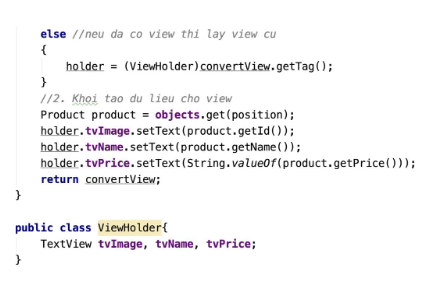 else //neu da co view thi lay view cu
{
holder = (ViewHolder)convertView.getTag();
}
//2. Khoi tao du lieu cho view
Product product = objects.get(position);
holder.tvImage.setText(product.getId());
holder.tvName.setText(product.getName());
holder.tvPrice.setText(String.valueOf(product.getPrice()));
return convertView;
}
public class ViewHolder{
TextView tvImage, tvName, tvPrice;
}